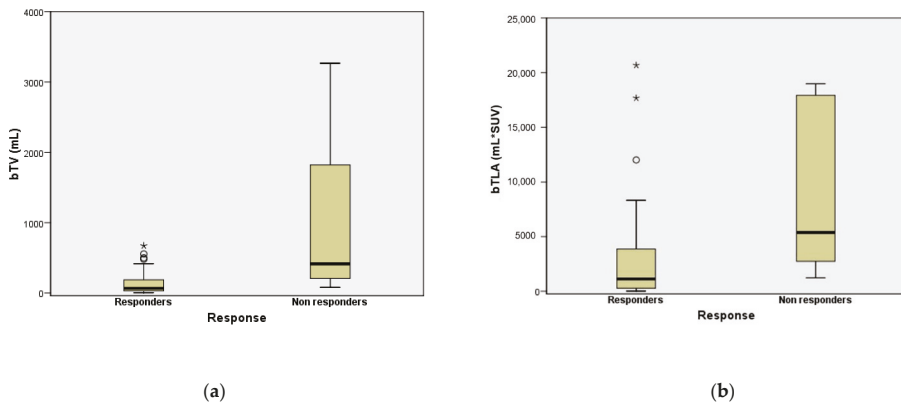 4000
3000
2000
1000
0
bTV (mL)
Responders
Non responders
Response
(a)
25,000
20,000
15,000
10,000
5000
0
bTLA (mL*SUV)
Responders
Non responders
Response
(b)